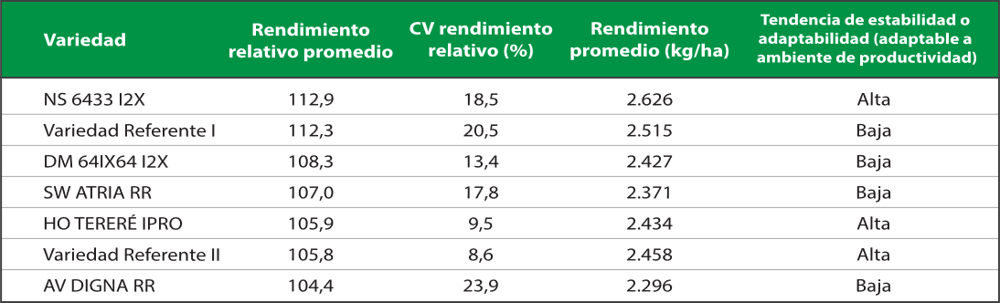 Variedad
Rendimiento
relativo promedio
CV rendimiento
relativo (%)
Rendimiento
promedio (kg/ha)
Tendencia de estabilidad o
adaptabilidad (adaptable a
ambiente de productividad)
NS 6433 I2X 112,9 18,5 2.626 Alta
Variedad Referente I 112,3 20,5 2.515 Baja
DM 64IX64 I2X 108,3 13,4 2.427 Baja
SW ATRIA RR 107,0 17,8 2.371 Baja
HO TERERÉ IPRO 105,9 9,5 2.434 Alta
Variedad Referente II 105,8 8,6 2.458 Alta
AV DIGNA RR 104,4 23,9 2.296 Baja